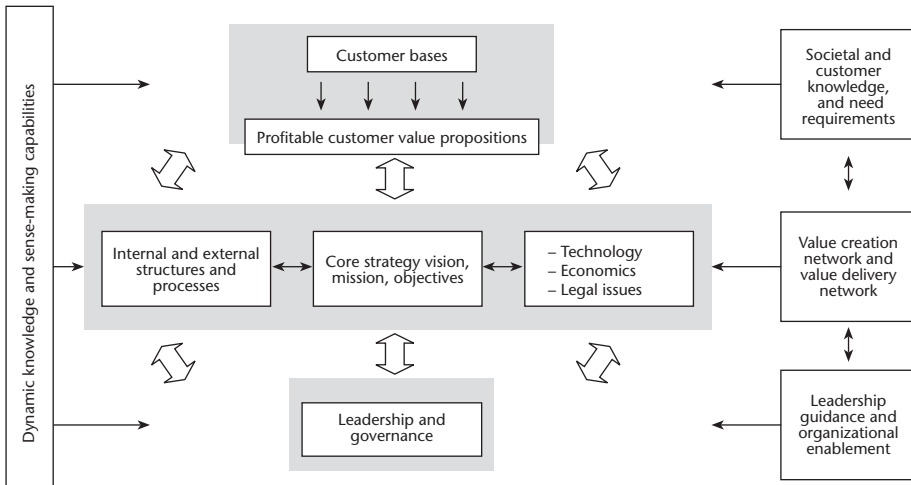 Dynamic knowledge and sense-making capabilities
Customer bases
Profitable customer value propositions
Internal and external
structures and
processes
Core strategy vision,
mission, objectives
– Technology
– Economics
– Legal issues
Leadership and
governance
Societal and
customer
knowledge,
and need
requirements
Value creation
network and
value delivery
network
Leadership
guidance and
organizational
enablement